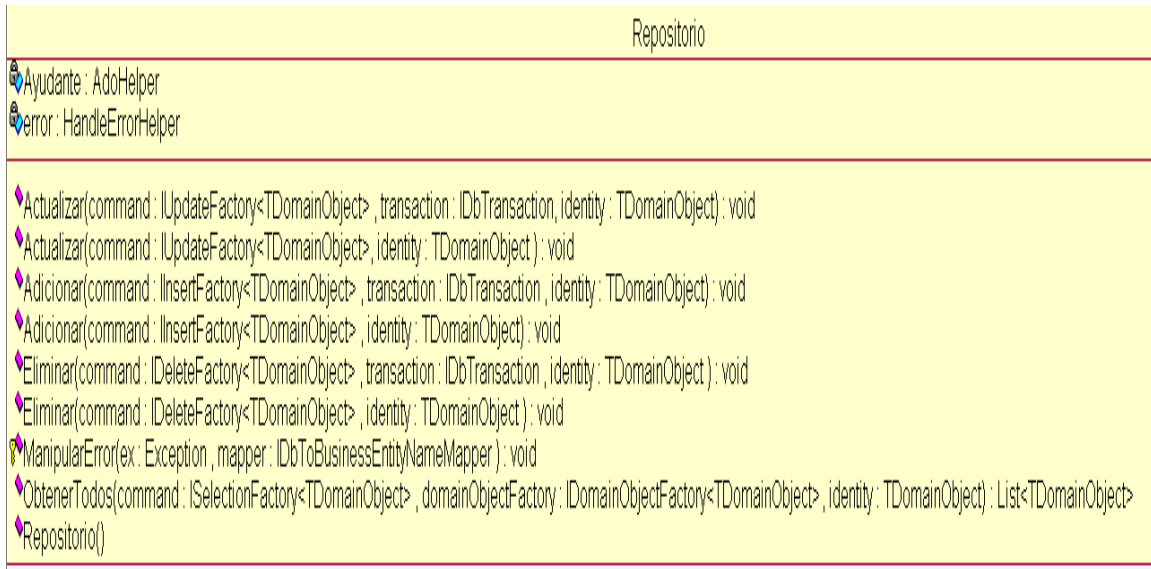 Repositorio
Ayudante : AdoHelper
error : HandleErrorHelper
Actualizar(command : IUpdateFactory<TDomainObject> , transaction : IDbTransaction, identity : TDomainObject) : void
Actualizar(command : IUpdateFactory<TDomainObject>, identity : TDomainObject ) : void
Adicionar(command : IInsertFactory<TDomainObject> , transaction : IDbTransaction , identity : TDomainObject) : void
Adicionar(command : IInsertFactory<TDomainObject> , identity : TDomainObject) : void
Eliminar(command : IDeleteFactory<TDomainObject> , transaction : IDbTransaction , identity : TDomainObject ) : void
Eliminar(command : IDeleteFactory<TDomainObject> , identity : TDomainObject ) : void
ManipularError(ex : Exception , mapper : IDbToBusinessEntityNameMapper ) : void
ObtenerTodos(command : ISelectionFactory<TDomainObject> , domainObjectFactory : IDomainObjectFactory<TDomainObject>, identity : TDomainObject) : List<TDomainObject>
Repositorio()